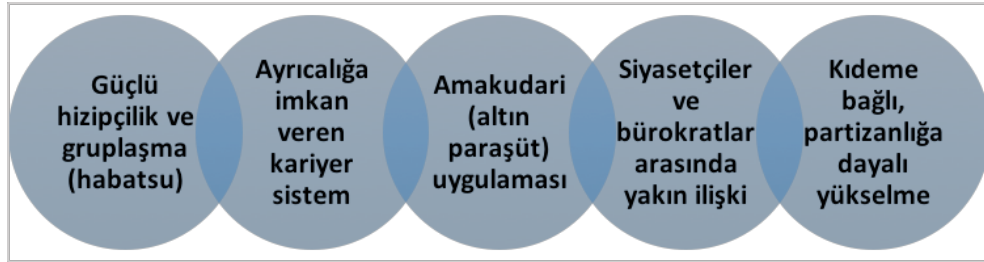 Güçlü
hizipçilik ve
gruplaşma
(habatsu)
Ayrıcalığa
imkan
veren
kariyer
sistem
Amakudari
(altın
paraşüt)
uygulaması
Siyasetçiler
ve
bürokratlar
arasında
yakın ilişki
Kıdeme
bağlı,
partizanlığa
dayalı
yükselme